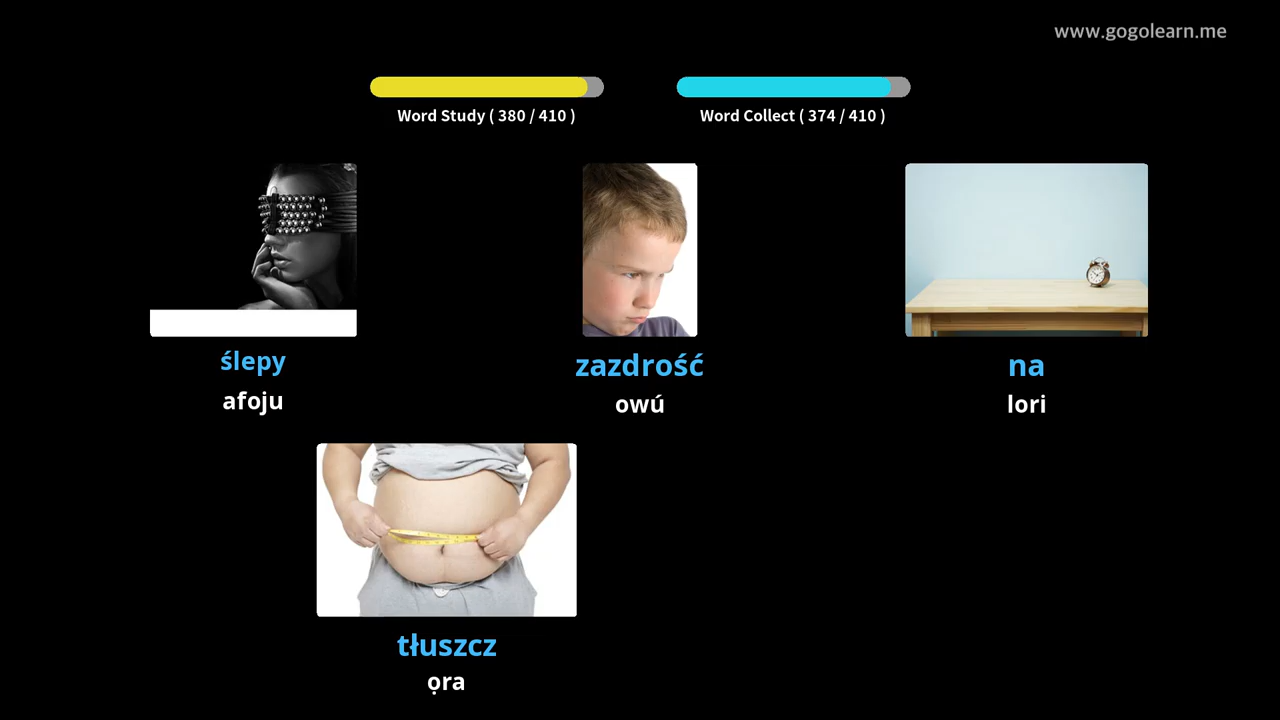 www.gogolearn.me
Word Study ( 380 / 410 )
Word Collect ( 374 / 410 )
ślepy
afoju
zazdrość
owú
na
lori
tłuszcz
ọra